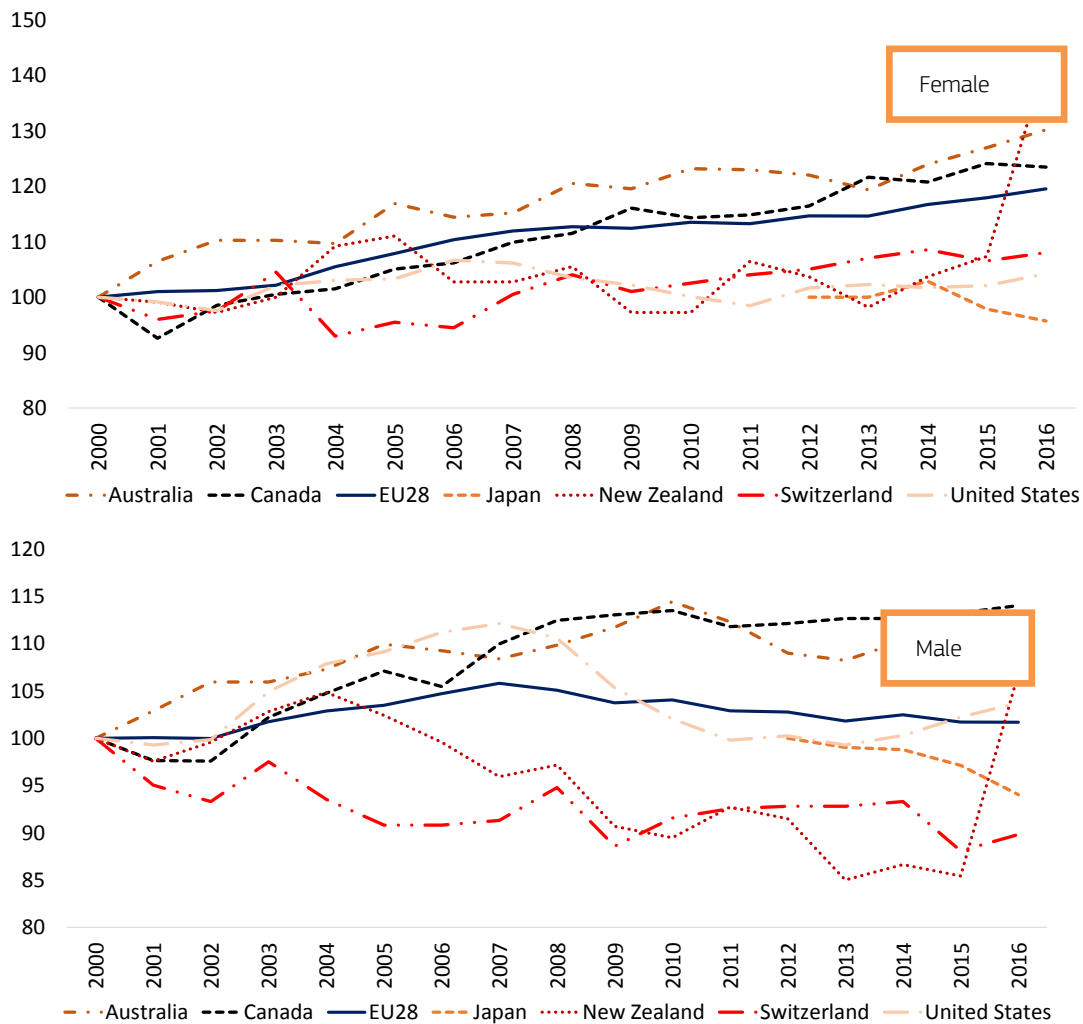 150
140
130
120
110
100
90
80
Female
2000 2001 2002 2003 2004 2005 2006 2007 2008 2009 2010 2011 2012 2013 2014 2015 2016
Australia Canada EU28 Japan New Zealand Switzerland United States
120
115
110
105
100
95
90
85
80
Male
2000 2001 2002 2003 2004 2005 2006 2007 2008 2009 2010 2011 2012 2013 2014 2015 2016
Australia Canada EU28 Japan New Zealand Switzerland United States